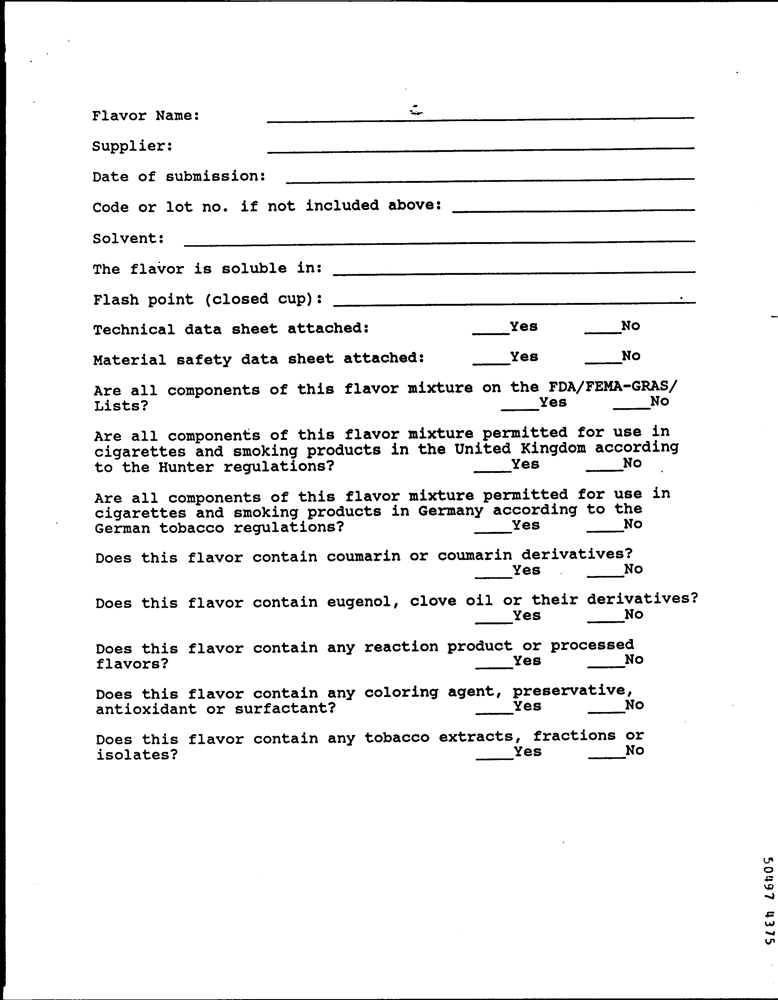 Flavor Name: ____________________
Supplier: ____________________
Date of submission: ____________________
Code or lot no. if not included above: ____________________
Solvent: ____________________
The flavor is soluble in: ____________________
Flash point (closed cup): ____________________
Technical data sheet attached: ____Yes ____No
Material safety data sheet attached: ____Yes ____No
Are all components of this flavor mixture on the FDA/FEMA-GRAS/
Lists? ____Yes ____No
Are all components of this flavor mixture permitted for use in
cigarettes and smoking products in the United Kingdom according
to the Hunter regulations? ____Yes ____No
Are all components of this flavor mixture permitted for use in
cigarettes and smoking products in Germany according to the
German tobacco regulations? ____Yes ____No
Does this flavor contain coumarin or coumarin derivatives?
____Yes ____No
Does this flavor contain eugenol, clove oil or their derivatives?
____Yes ____No
Does this flavor contain any reaction product or processed
flavors? ____Yes ____No
Does this flavor contain any coloring agent, preservative,
antioxidant or surfactant? ____Yes ____No
Does this flavor contain any tobacco extracts, fractions or
isolates? ____Yes ____No
50497 4375